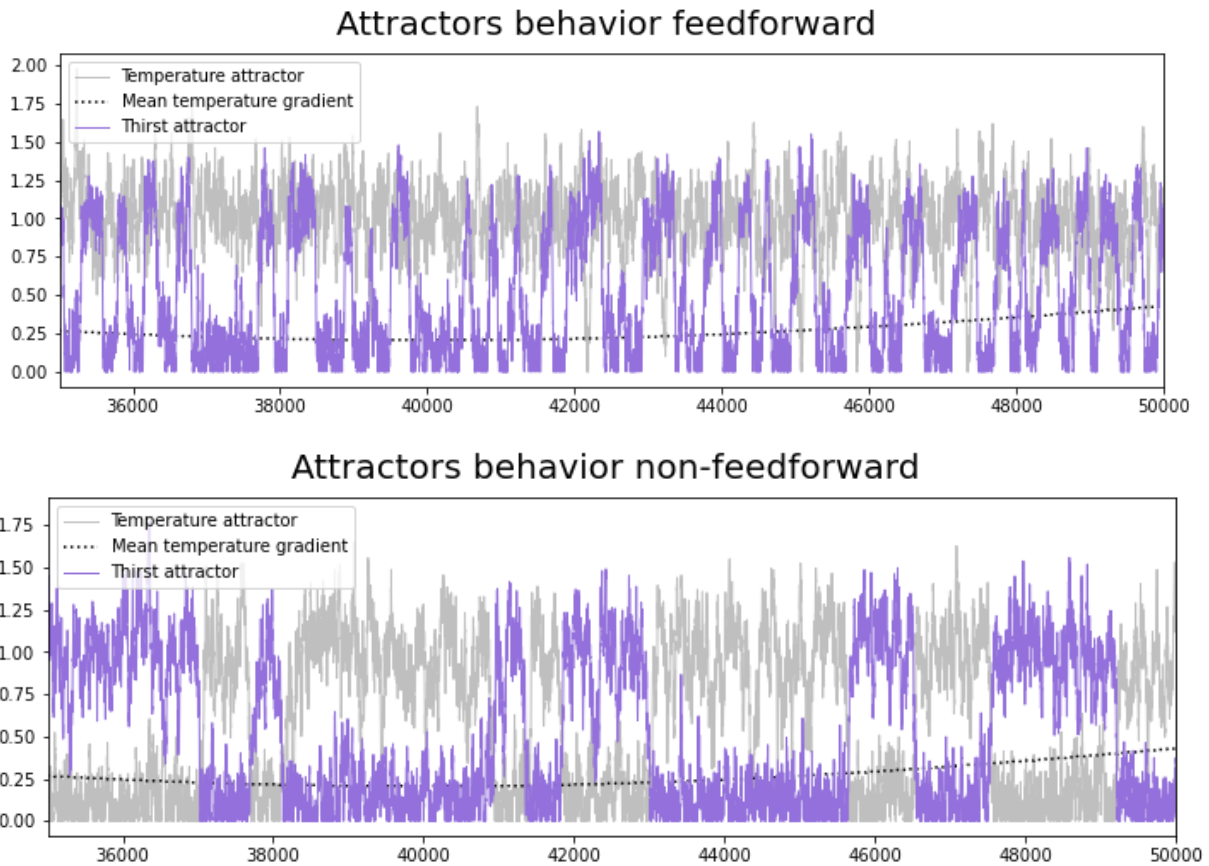 Attractors behavior feedforward
2.00
1.75
1.50
1.25
1.00
0.75
0.50
0.25
0.00
Temperature attractor
Mean temperature gradient
Thirst attractor
36000 38000 40000 42000 44000 46000 48000 50000
Attractors behavior non-feedforward
1.75
1.50
1.25
1.00
0.75
0.50
0.25
0.00
Temperature attractor
Mean temperature gradient
Thirst attractor
36000 38000 40000 42000 44000 46000 48000 50000